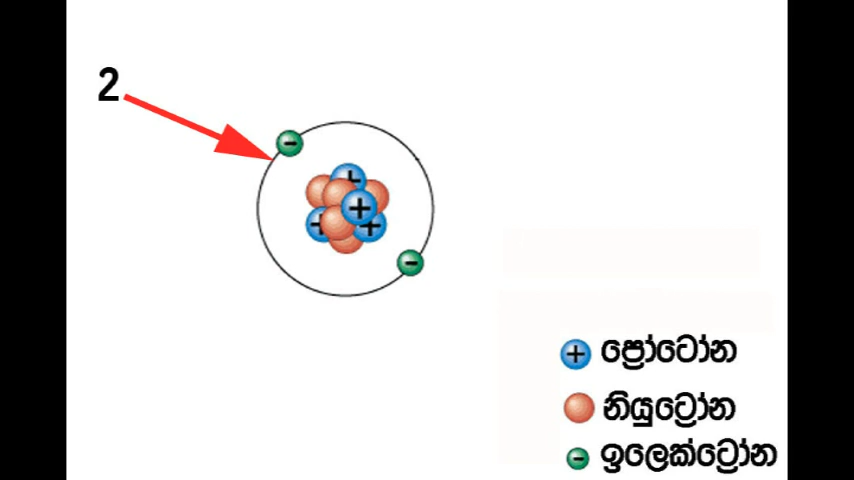 2
-
+
+
+
+
-
+ ප්‍රෝටෝන
නියුට්‍රෝන
- ඉලෙක්ට්‍රෝන